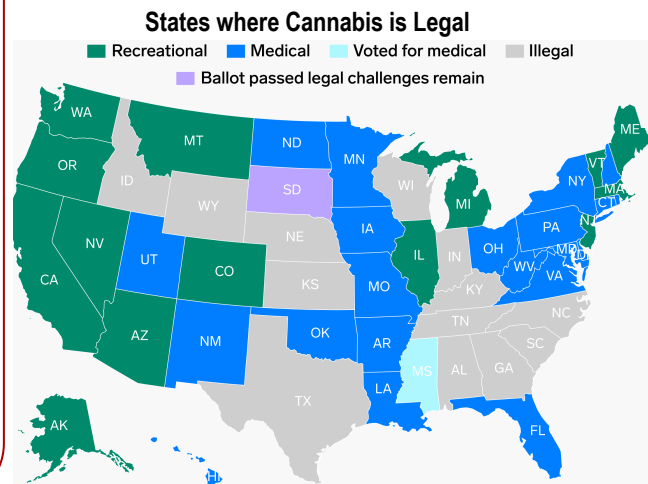 States where Cannabis is Legal
Recreational Medical Voted for medical Illegal
Ballot passed legal challenges remain
WA
MT
ND
MN
ME
OR
ID
SD
WI
MI
NY
VT
MA
CT
WY
IA
NE
PA
NJ
NV
UT
CO
IL
IN
OH
MD
CA
KS
MO
KY
WV
VA
AZ
NM
OK
AR
TN
NC
SC
MS
AL
GA
TX
LA
AK
FL
HI